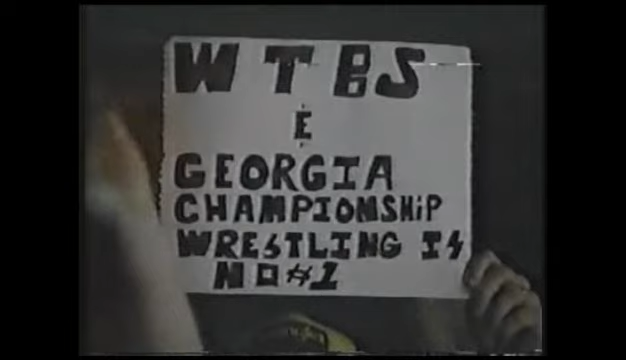 WTBS
&
GEORGIA
CHAMPIONSHiP
WRESTLING IS
NO#1